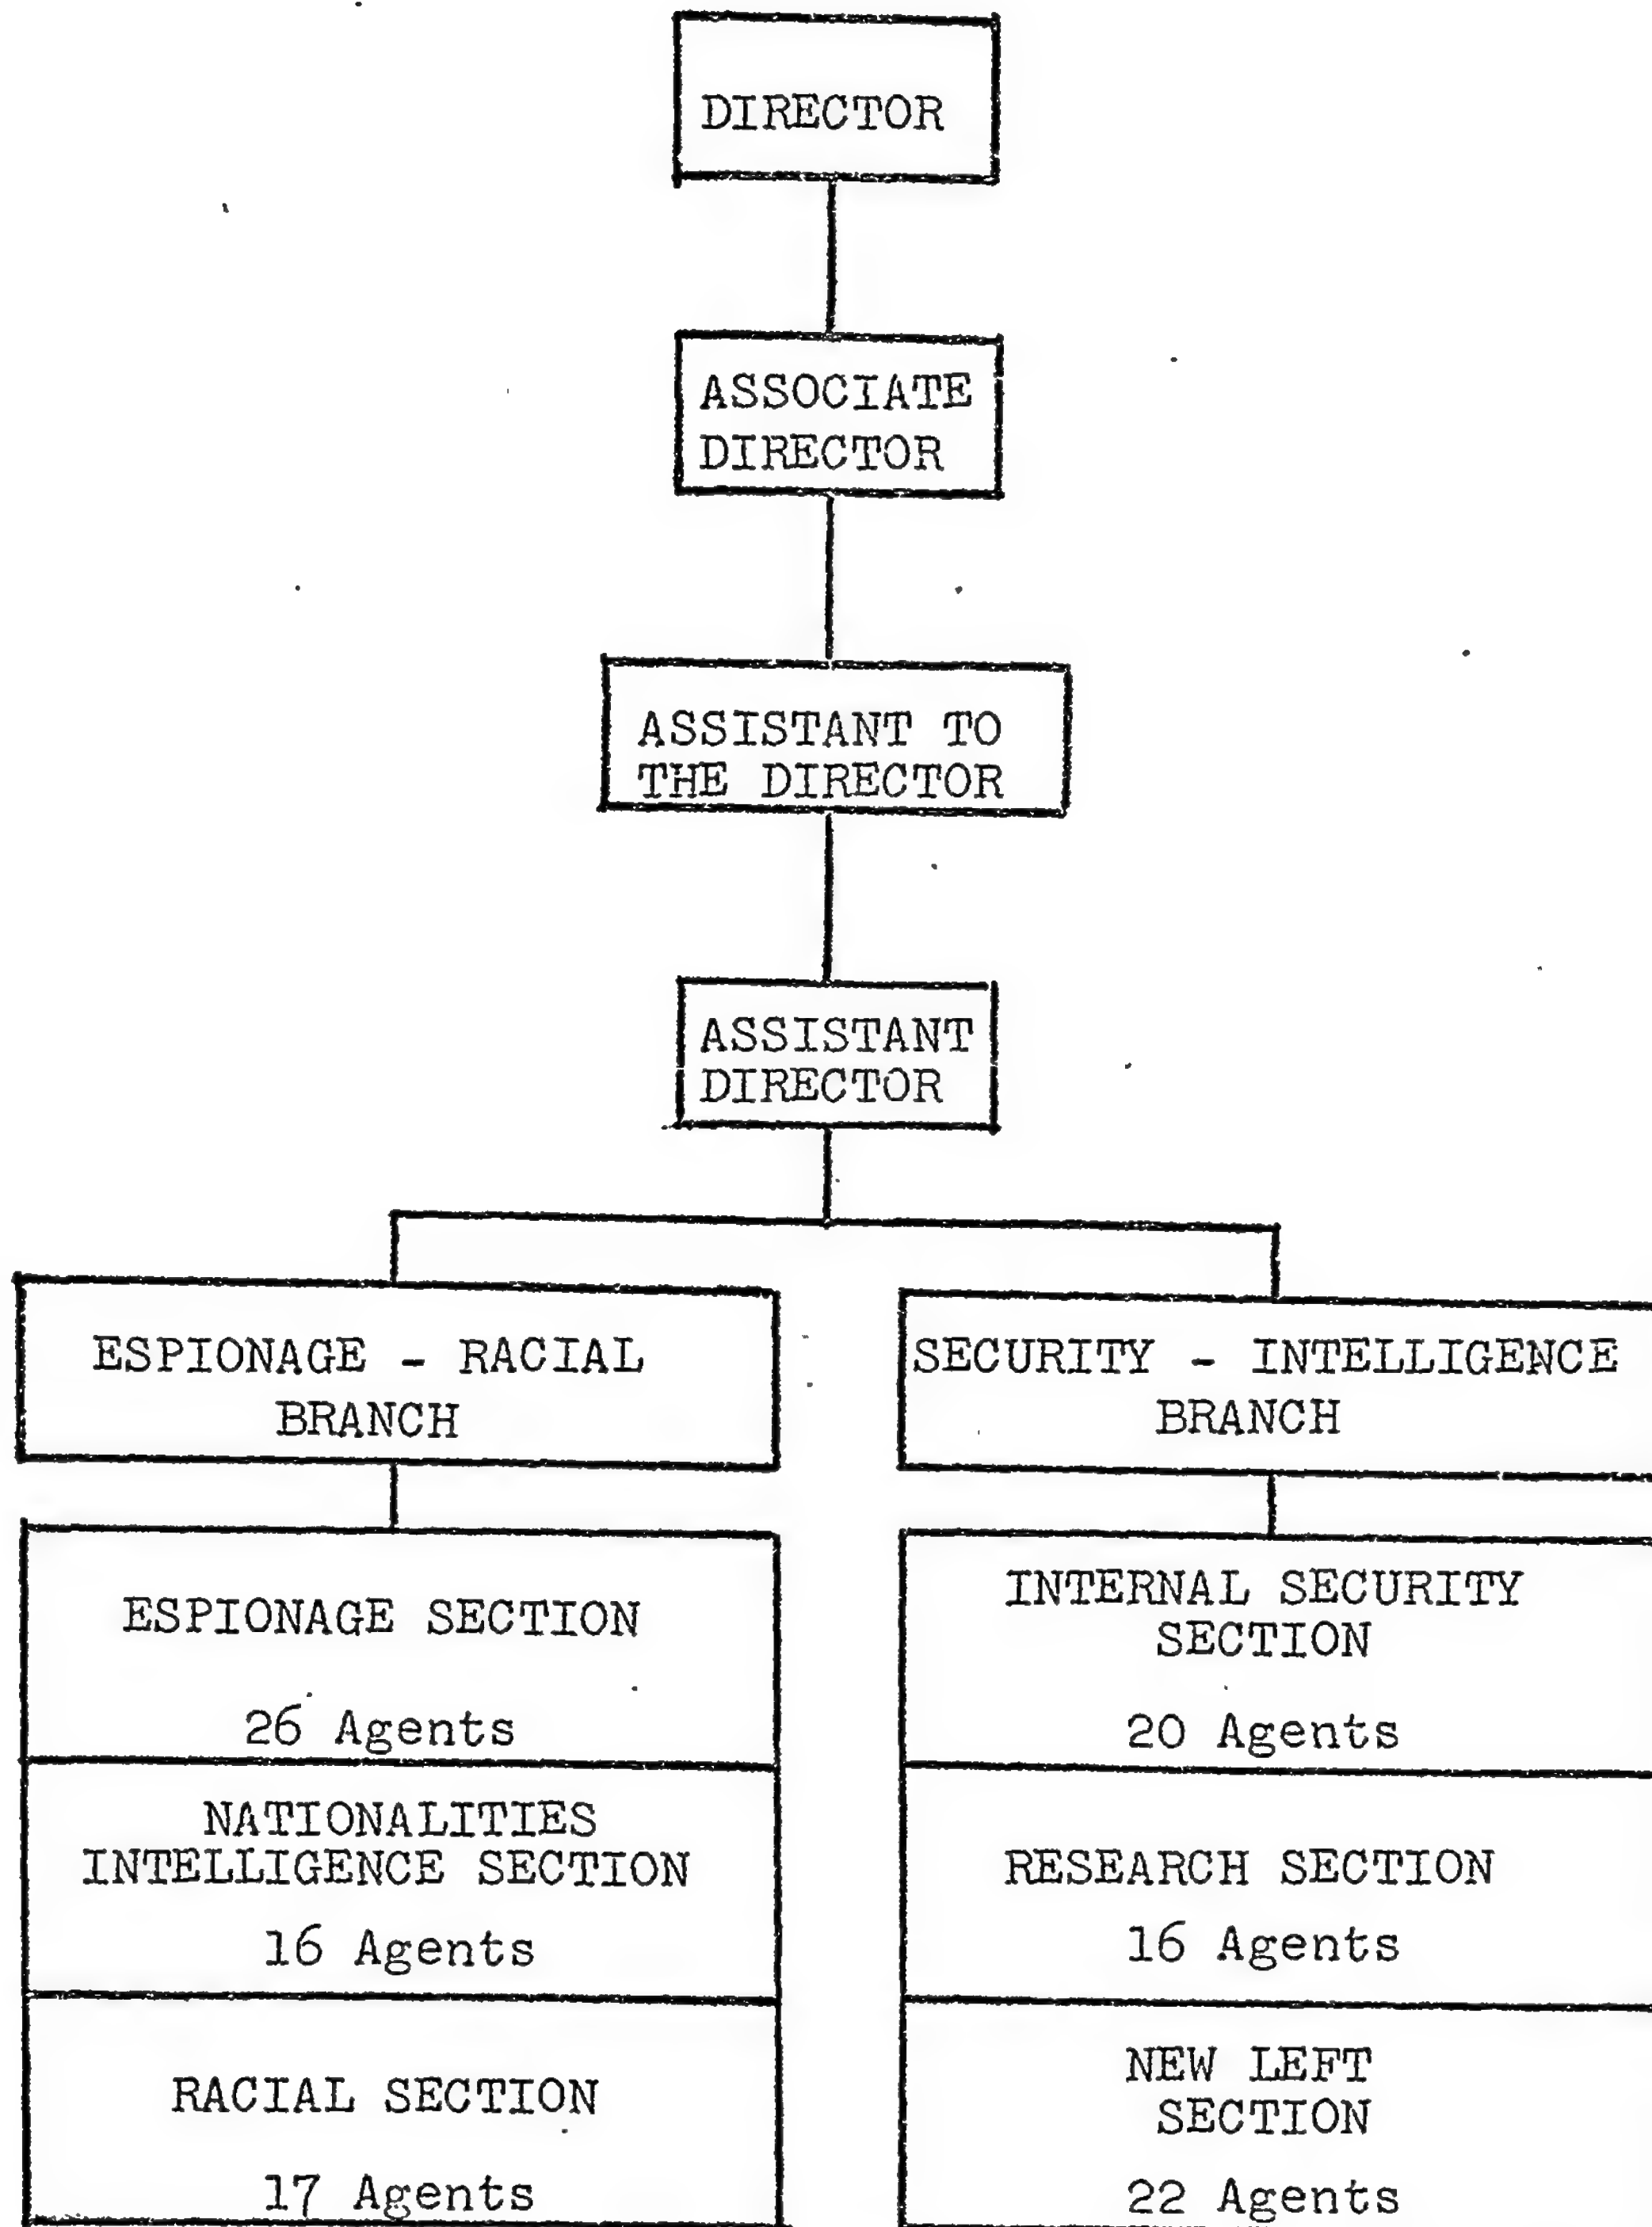 DIRECTOR
ASSOCIATE
DIRECTOR
ASSISTANT TO
THE DIRECTOR
ASSISTANT
DIRECTOR
ESPIONAGE - RACIAL
BRANCH
SECURITY - INTELLIGENCE
BRANCH
ESPIONAGE SECTION
26 Agents
NATIONALITIES
INTELLIGENCE SECTION
16 Agents
RACIAL SECTION
17 Agents
INTERNAL SECURITY
SECTION
20 Agents
RESEARCH SECTION
16 Agents
NEW LEFT
SECTION
22 Agents